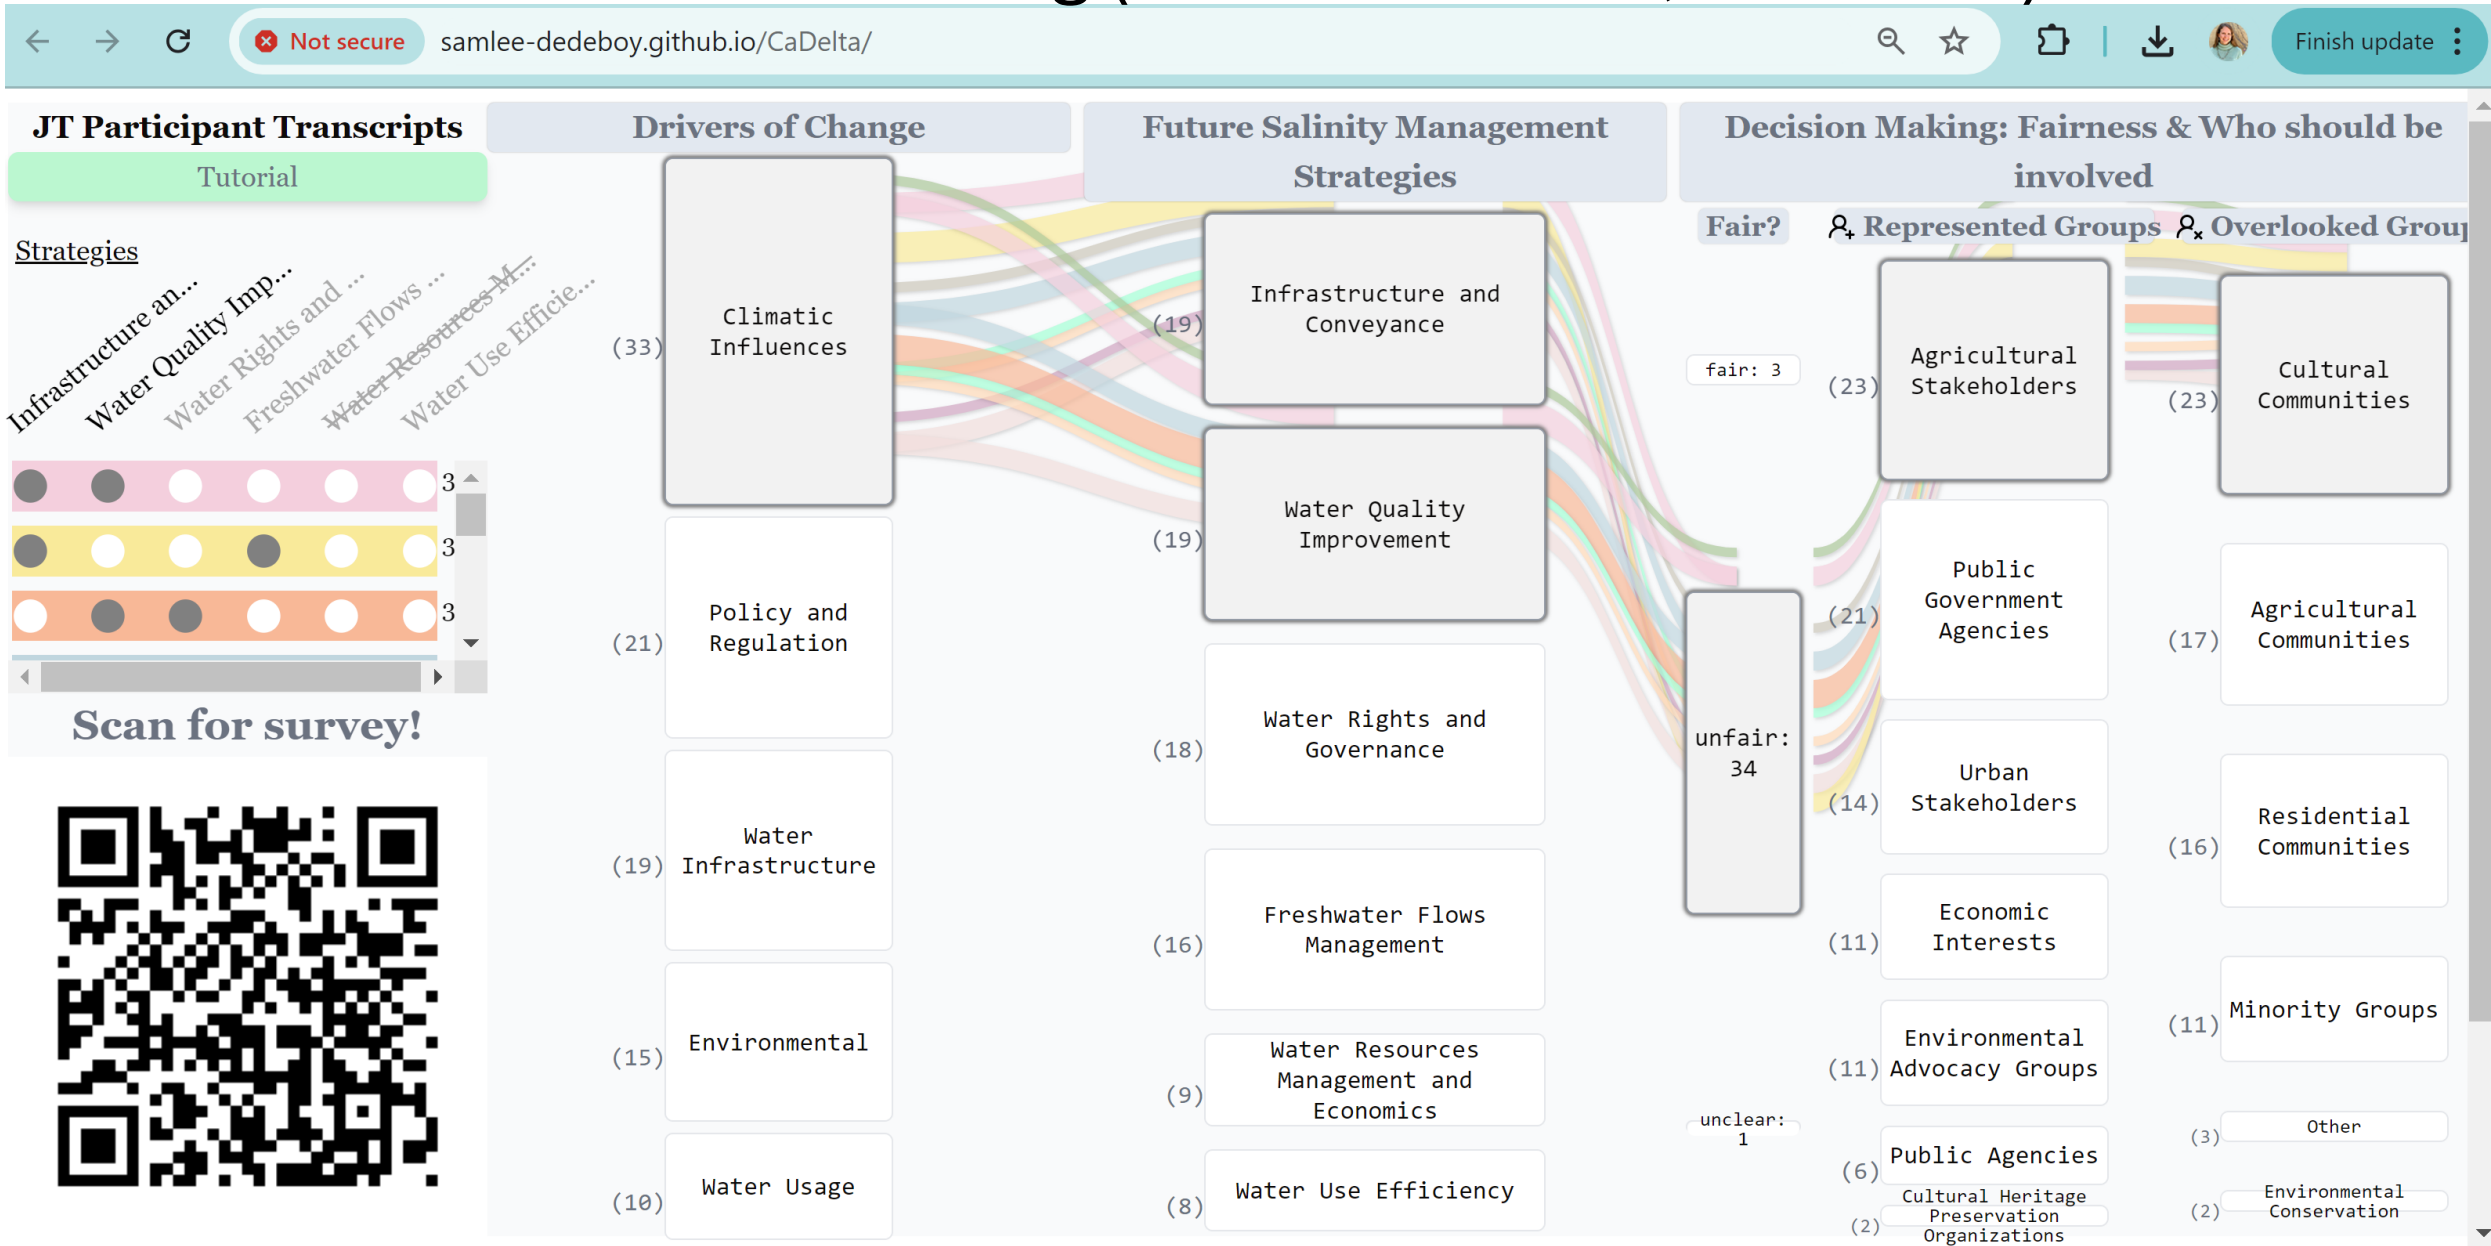 Not secure
samlee-dedeboy.github.io/CaDelta/
Finish update
JT Participant Transcripts
Tutorial
Strategies
Infrastructure an...
Water Quality Imp...
Water Rights and ...
Freshwater Flows ...
Water Resources M...
Water Use Efficie...
3
3
3
Scan for survey!
Drivers of Change
(33)
Climatic
Influences
(21)
Policy and
Regulation
(19)
Water
Infrastructure
(15)
Environmental
(10)
Water Usage
Future Salinity Management
Strategies
(19)
Infrastructure and
Conveyance
(19)
Water Quality
Improvement
(18)
Water Rights and
Governance
(16)
Freshwater Flows
Management
(9)
Water Resources
Management and
Economics
(8)
Water Use Efficiency
Decision Making: Fairness & Who should be
involved
Fair?
fair: 3
unfair:
34
unclear:
1
Represented Groups
(23)
Agricultural
Stakeholders
(21)
Public
Government
Agencies
(14)
Urban
Stakeholders
(11)
Economic
Interests
(11)
Environmental
Advocacy Groups
(6)
Public Agencies
(2)
Cultural Heritage
Preservation
Organizations
Overlooked Grou
(23)
Cultural
Communities
(17)
Agricultural
Communities
(16)
Residential
Communities
(11)
Minority Groups
(3)
Other
(2)
Environmental
Conservation